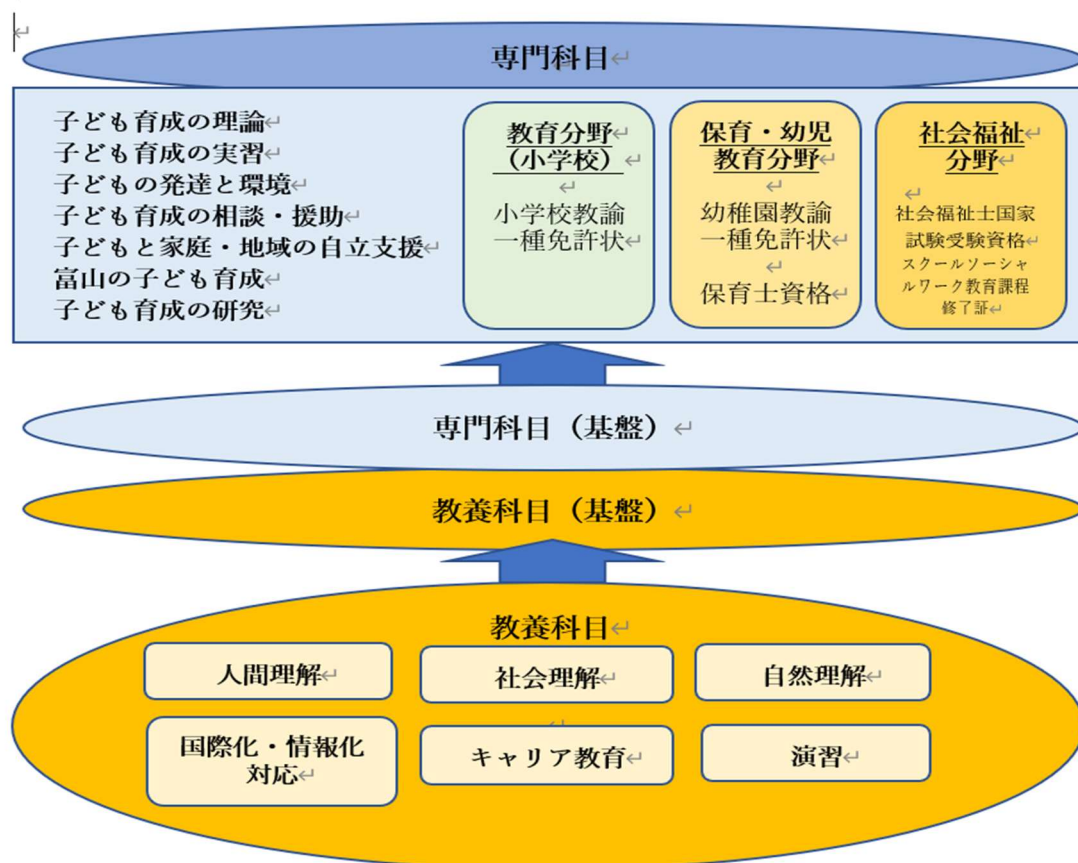 専門科目
子ども育成の理論
子ども育成の実習
子どもの発達と環境
子ども育成の相談・援助
子どもと家庭・地域の自立支援
富山の子ども育成
子ども育成の研究
教育分野
(小学校)
小学校教諭
一種免許状
保育・幼児
教育分野
幼稚園教諭
一種免許状
保育士資格
社会福祉
分野
社会福祉士国家
試験受験資格
スクールソーシャ
ルワーク教育課程
修了証
専門科目(基盤)
教養科目(基盤)
教養科目
人間理解
社会理解
自然理解
国際化・情報化
対応
キャリア教育
演習